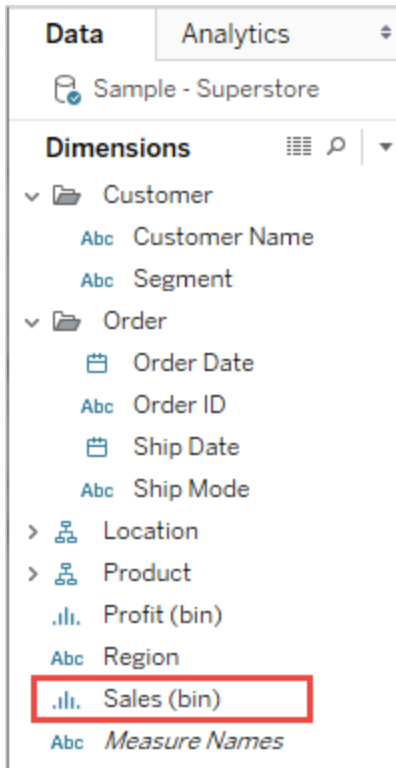 Data Analytics
Sample - Superstore
Dimensions
Customer
Abc Customer Name
Abc Segment
Order
Order Date
Abc Order ID
Ship Date
Abc Ship Mode
Location
Product
Profit (bin)
Abc Region
Sales (bin)
Abc Measure Names